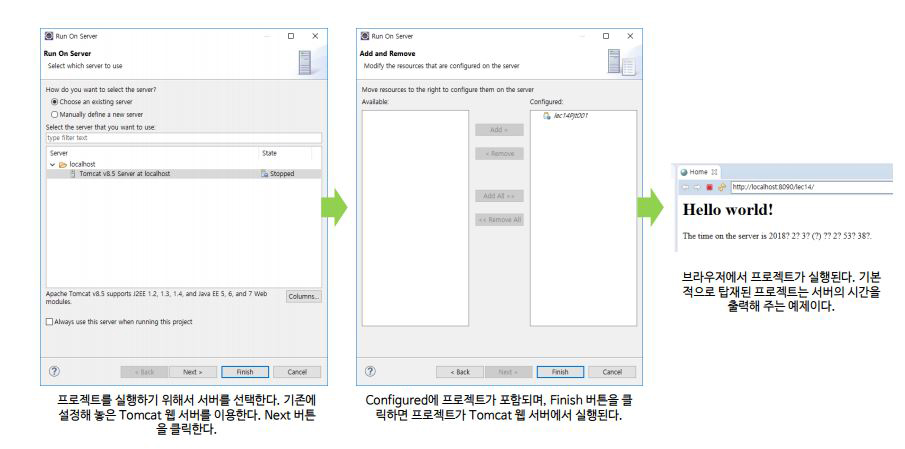 Run On Server
Run On Server
Select which server to use
How do you want to select the server?
Choose an existing server
Manually define a new server
Select the server that you want to use:
type filter text
Server State
localhost
Tomcat v8.5 Server at localhost Stopped
Apache Tomcat v8.5 supports J2EE 1.2, 1.3, 1.4, and Java EE 5, 6, and 7 Web
modules.
Columns...
Always use this server when running this project
< Back Next > Finish Cancel
프로젝트를 실행하기 위해서 서버를 선택한다. 기존에
설정해 놓은 Tomcat 웹 서버를 이용한다. Next 버튼
을 클릭한다.
Run On Server
Add and Remove
Modify the resources that are configured on the server
Move resources to the right to configure them on the server
Available: Configured:
lec14Pjt001
Add >
< Remove
Add All >>
<< Remove All
< Back Next > Finish Cancel
Configured에 프로젝트가 포함되며, Finish 버튼을 클
릭하면 프로젝트가 Tomcat 웹 서버에서 실행된다.
Home
http://localhost:8090/lec14/
Hello world!
The time on the server is 2018? 2? 3? (?) ?? 2? 53? 38?.
브라우저에서 프로젝트가 실행된다. 기본
적으로 탑재된 프로젝트는 서버의 시간을
출력해 주는 예제이다.